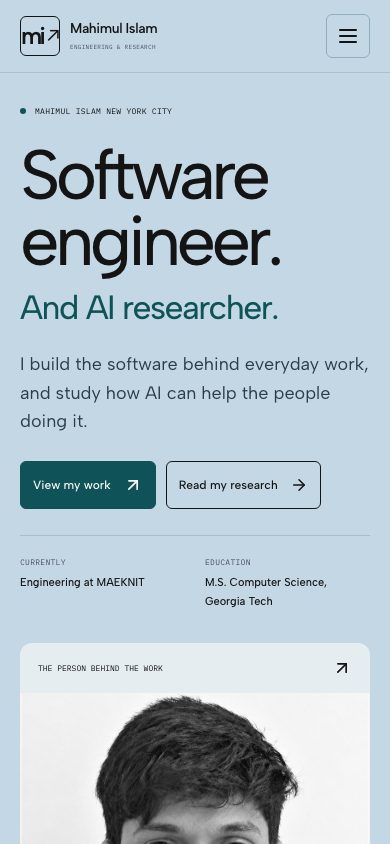 mi
Mahimul Islam
ENGINEERING & RESEARCH
MAHIMUL ISLAM NEW YORK CITY
Software
engineer.
And AI researcher.
I build the software behind everyday work,
and study how AI can help the people
doing it.
View my work
Read my research
CURRENTLY
Engineering at MAEKNIT
EDUCATION
M.S. Computer Science,
Georgia Tech
THE PERSON BEHIND THE WORK